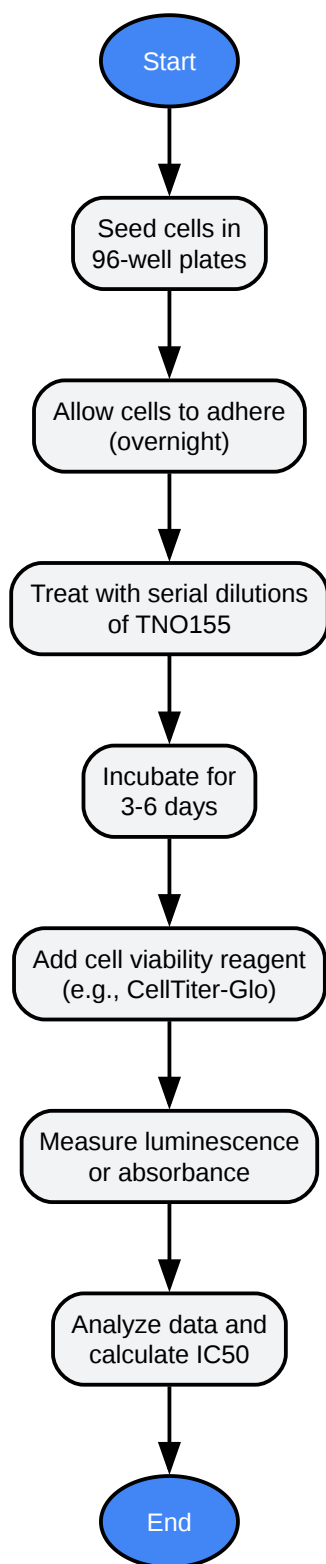 Start
Seed cells in
96-well plates
Allow cells to adhere
(overnight)
Treat with serial dilutions
of TNO155
Incubate for
3-6 days
Add cell viability reagent
(e.g., CellTiter-Glo)
Measure luminescence
or absorbance
Analyze data and
calculate IC50
End